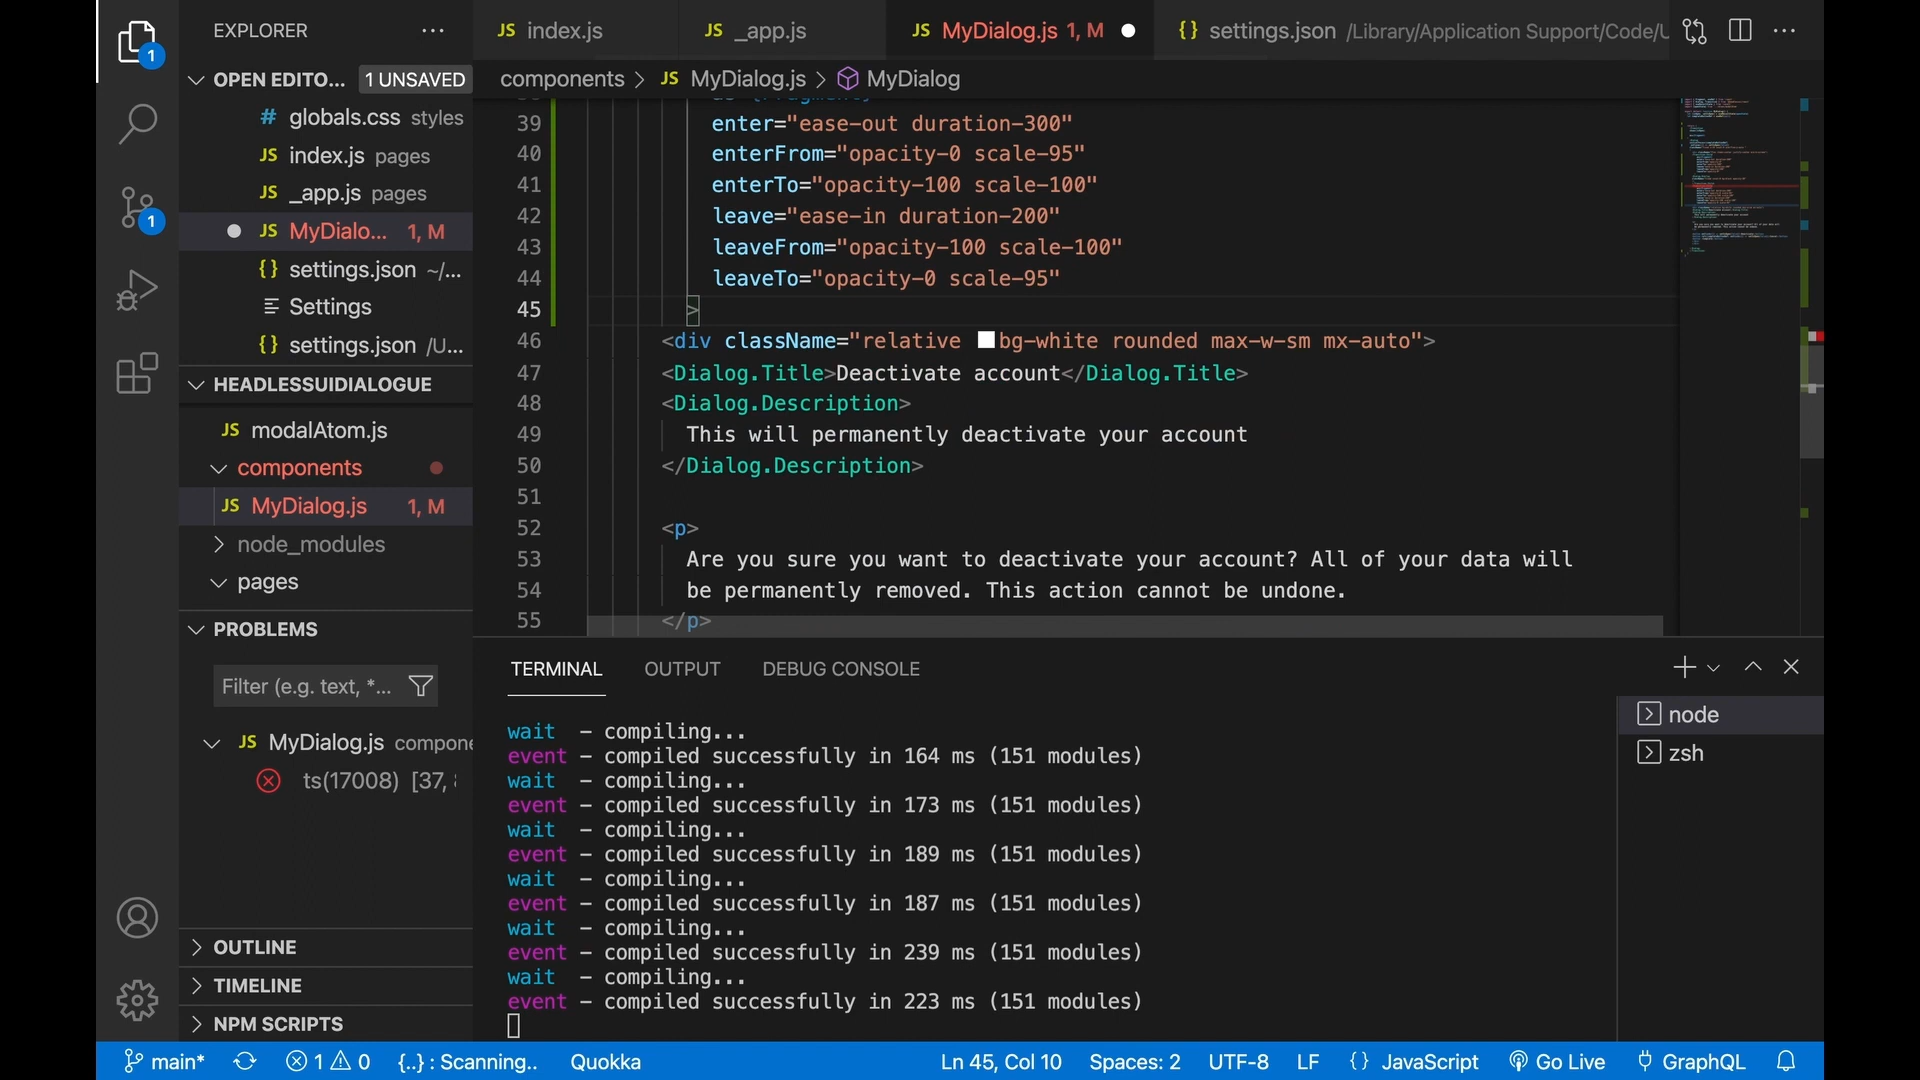 EXPLORER
index.js
_app.js
MyDialog.js 1, M
settings.json /Library/Application Support/Code/U
1
OPEN EDITO... 1 UNSAVED
components > MyDialog.js > MyDialog
globals.css styles
index.js pages
_app.js pages
MyDialo... 1, M
settings.json ~/...
Settings
settings.json /U...
1
HEADLESSUIDIALOGUE
modalAtom.js
components
MyDialog.js 1, M
node_modules
pages
39 enter="ease-out duration-300"
40 enterFrom="opacity-0 scale-95"
41 enterTo="opacity-100 scale-100"
42 leave="ease-in duration-200"
43 leaveFrom="opacity-100 scale-100"
44 leaveTo="opacity-0 scale-95"
45 >
46 <div className="relative bg-white rounded max-w-sm mx-auto">
47 <Dialog.Title>Deactivate account</Dialog.Title>
48 <Dialog.Description>
49 This will permanently deactivate your account
50 </Dialog.Description>
51
52 <p>
53 Are you sure you want to deactivate your account? All of your data will
54 be permanently removed. This action cannot be undone.
55 </p>
PROBLEMS
Filter (e.g. text, *...
MyDialog.js compone
ts(17008) [37,
OUTLINE
TIMELINE
NPM SCRIPTS
TERMINAL OUTPUT DEBUG CONSOLE
wait - compiling...
event - compiled successfully in 164 ms (151 modules)
wait - compiling...
event - compiled successfully in 173 ms (151 modules)
wait - compiling...
event - compiled successfully in 189 ms (151 modules)
wait - compiling...
event - compiled successfully in 187 ms (151 modules)
wait - compiling...
event - compiled successfully in 239 ms (151 modules)
wait - compiling...
event - compiled successfully in 223 ms (151 modules)
node
zsh
main* 1 0 {..} : Scanning.. Quokka Ln 45, Col 10 Spaces: 2 UTF-8 LF {} JavaScript Go Live GraphQL